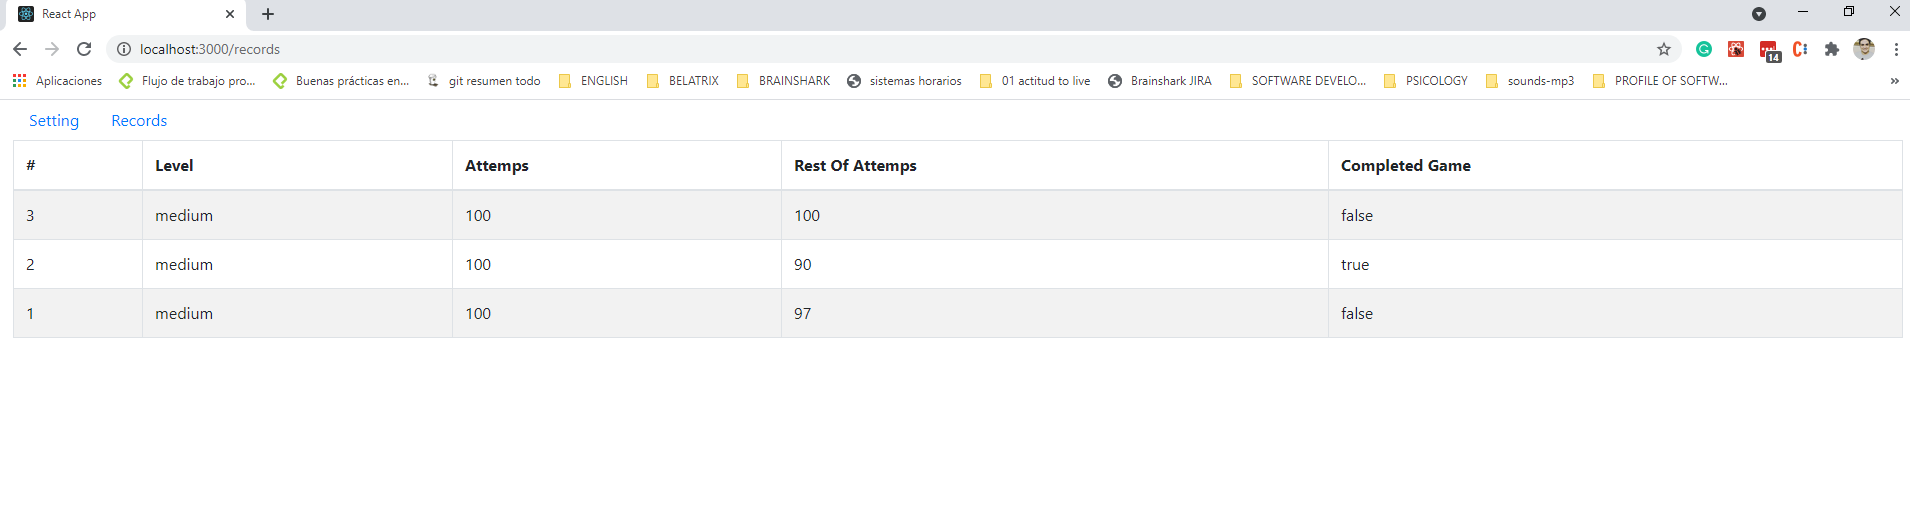 React App
localhost:3000/records
14
Aplicaciones Flujo de trabajo pro... Buenas prácticas en... git resumen todo ENGLISH BELATRIX BRAINSHARK sistemas horarios 01 actitud to live Brainshark JIRA SOFTWARE DEVELO... PSICOLOGY sounds-mp3 PROFILE OF SOFTW... »
Setting Records
# Level Attemps Rest Of Attemps Completed Game
3 medium 100 100 false
2 medium 100 90 true
1 medium 100 97 false